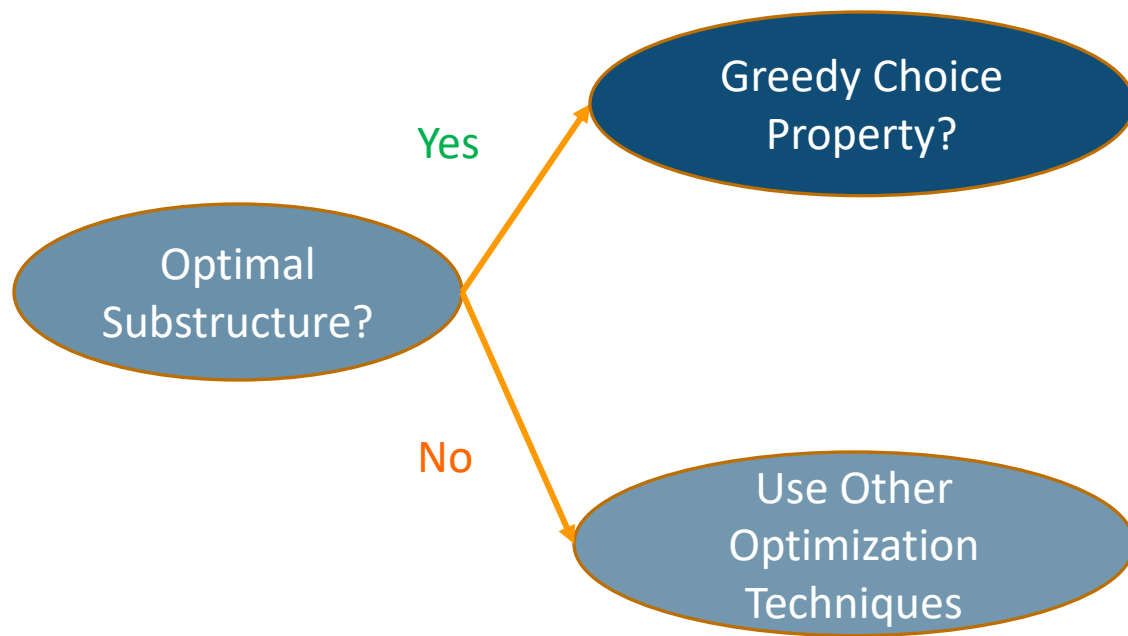 Greedy Choice
Property?
Yes
Optimal
Substructure?
No
Use Other
Optimization
Techniques